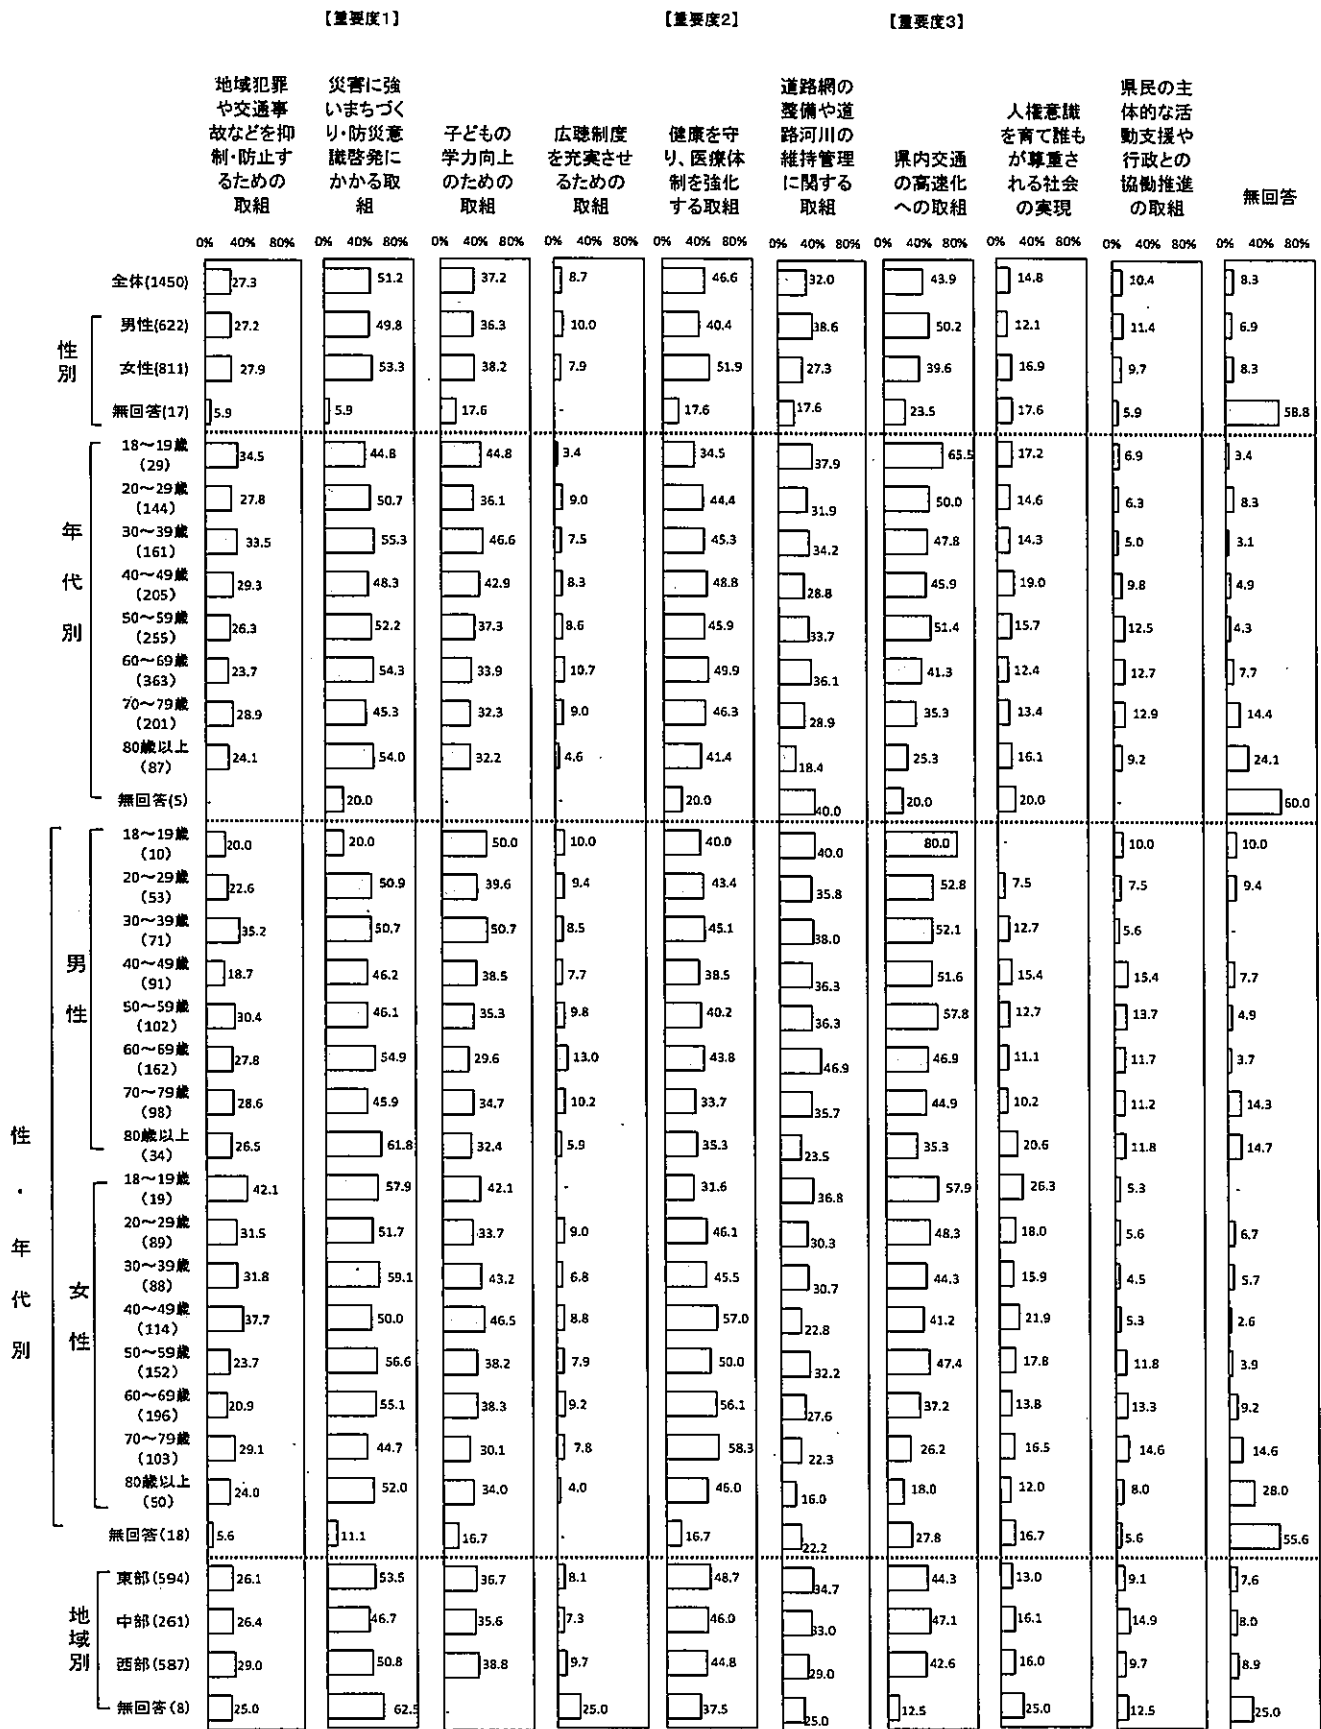 【重要度1】 【重要度2】 【重要度3】
地域犯罪
や交通事
故などを抑
制・防止す
るための
取組
災害に強
いまちづく
り・防災意
識啓発に
かかる取
組
子どもの
学力向上
のための
取組
広聴制度
を充実させ
るための
取組
健康を守
り、医療体
制を強化
する取組
道路網の
整備や道
路河川の
維持管理
に関する
取組
県内交通
の高速化
への取組
人権意識
を育て誰も
が尊重さ
れる社会
の実現
県民の主
体的な活
動支援や
行政との
協働推進
の取組
無回答
0% 40% 80% 0% 40% 80% 0% 40% 80% 0% 40% 80% 0% 40% 80% 0% 40% 80% 0% 40% 80% 0% 40% 80% 0% 40% 80% 0% 40% 80%
全体(1450) 27.3 51.2 37.2 8.7 46.6 32.0 43.9 14.8 10.4 8.3
性別
男性(622) 27.2 49.8 36.3 10.0 40.4 38.6 50.2 12.1 11.4 6.9
女性(811) 27.9 53.3 38.2 7.9 51.9 27.3 39.6 16.9 9.7 8.3
無回答(17) 5.9 5.9 17.6 - 17.6 17.6 23.5 17.6 5.9 58.8
年代別
18～19歳
(29) 34.5 44.8 44.8 3.4 34.5 37.9 65.5 17.2 6.9 3.4
20～29歳
(144) 27.8 50.7 36.1 9.0 44.4 31.9 50.0 14.6 6.3 8.3
30～39歳
(161) 33.5 55.3 46.6 7.5 45.3 34.2 47.8 14.3 5.0 3.1
40～49歳
(205) 29.3 48.3 42.9 8.3 48.8 28.8 45.9 19.0 9.8 4.9
50～59歳
(255) 26.3 52.2 37.3 8.6 45.9 33.7 51.4 15.7 12.5 4.3
60～69歳
(363) 23.7 54.3 33.9 10.7 49.9 36.1 41.3 12.4 12.7 7.7
70～79歳
(201) 28.9 45.3 32.3 9.0 46.3 28.9 35.3 13.4 12.9 14.4
80歳以上
(87) 24.1 54.0 32.2 4.6 41.4 18.4 25.3 16.1 9.2 24.1
無回答(5) - 20.0 - - 20.0 40.0 20.0 20.0 - 60.0
性・年代別
男性
18～19歳
(10) 20.0 20.0 50.0 10.0 40.0 40.0 80.0 - 10.0 10.0
20～29歳
(53) 22.6 50.9 39.6 9.4 43.4 35.8 52.8 7.5 7.5 9.4
30～39歳
(71) 35.2 50.7 50.7 8.5 45.1 38.0 52.1 12.7 5.6 -
40～49歳
(91) 18.7 46.2 38.5 7.7 38.5 36.3 51.6 15.4 15.4 7.7
50～59歳
(102) 30.4 46.1 35.3 9.8 40.2 36.3 57.8 12.7 13.7 4.9
60～69歳
(162) 27.8 54.9 29.6 13.0 43.8 46.9 46.9 11.1 11.7 3.7
70～79歳
(98) 28.6 45.9 34.7 10.2 33.7 35.7 44.9 10.2 11.2 14.3
80歳以上
(34) 26.5 61.8 32.4 5.9 35.3 23.5 35.3 20.6 11.8 14.7
女性
18～19歳
(19) 42.1 57.9 42.1 - 31.6 36.8 57.9 26.3 5.3 -
20～29歳
(89) 31.5 51.7 33.7 9.0 46.1 30.3 48.3 18.0 5.6 6.7
30～39歳
(88) 31.8 59.1 43.2 6.8 45.5 30.7 44.3 15.9 4.5 5.7
40～49歳
(114) 37.7 50.0 46.5 8.8 57.0 22.8 41.2 21.9 5.3 2.6
50～59歳
(152) 23.7 56.6 38.2 7.9 50.0 32.2 47.4 17.8 11.8 3.9
60～69歳
(196) 20.9 55.1 38.3 9.2 56.1 27.6 37.2 13.8 13.3 9.2
70～79歳
(103) 29.1 44.7 30.1 7.8 58.3 22.3 26.2 16.5 14.6 14.6
80歳以上
(50) 24.0 52.0 34.0 4.0 46.0 16.0 18.0 12.0 8.0 28.0
無回答(18) 5.6 11.1 16.7 - 16.7 22.2 27.8 16.7 5.6 55.6
地域別
東部(594) 26.1 53.5 36.7 8.1 48.7 34.7 44.3 13.0 9.1 7.6
中部(261) 26.4 46.7 35.6 7.3 46.0 33.0 47.1 16.1 14.9 8.0
西部(587) 29.0 50.8 38.8 9.7 44.8 29.0 42.6 16.0 9.7 8.9
無回答(8) 25.0 62.5 - 25.0 37.5 25.0 12.5 25.0 12.5 25.0